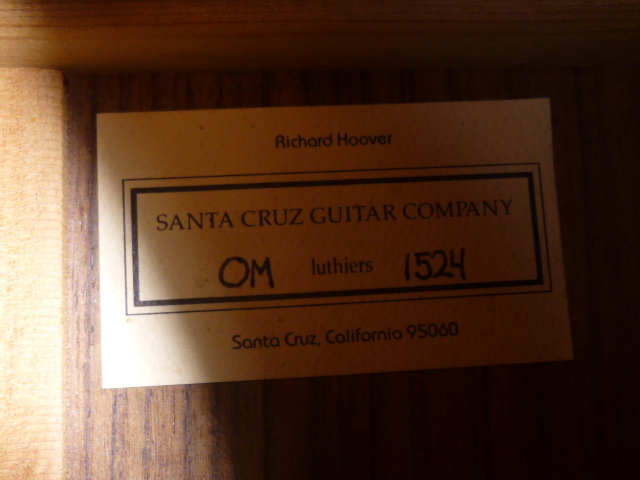 Richard Hoover
SANTA CRUZ GUITAR COMPANY
OM luthiers 1524
Santa Cruz, California 95060